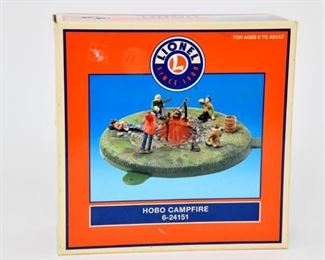 LIONEL
L
SINCE 1900
FOR AGES 8 TO ADULT
HOBO CAMPFIRE
6-24151